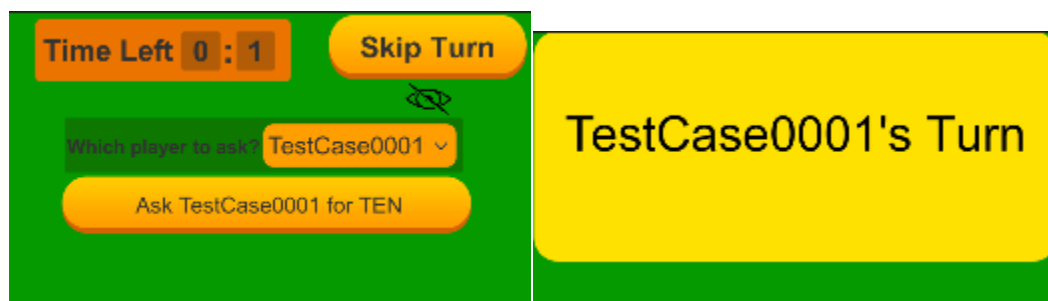 Time Left 0 : 1
Skip Turn
Which player to ask? TestCase0001
Ask TestCase0001 for TEN
TestCase0001's Turn